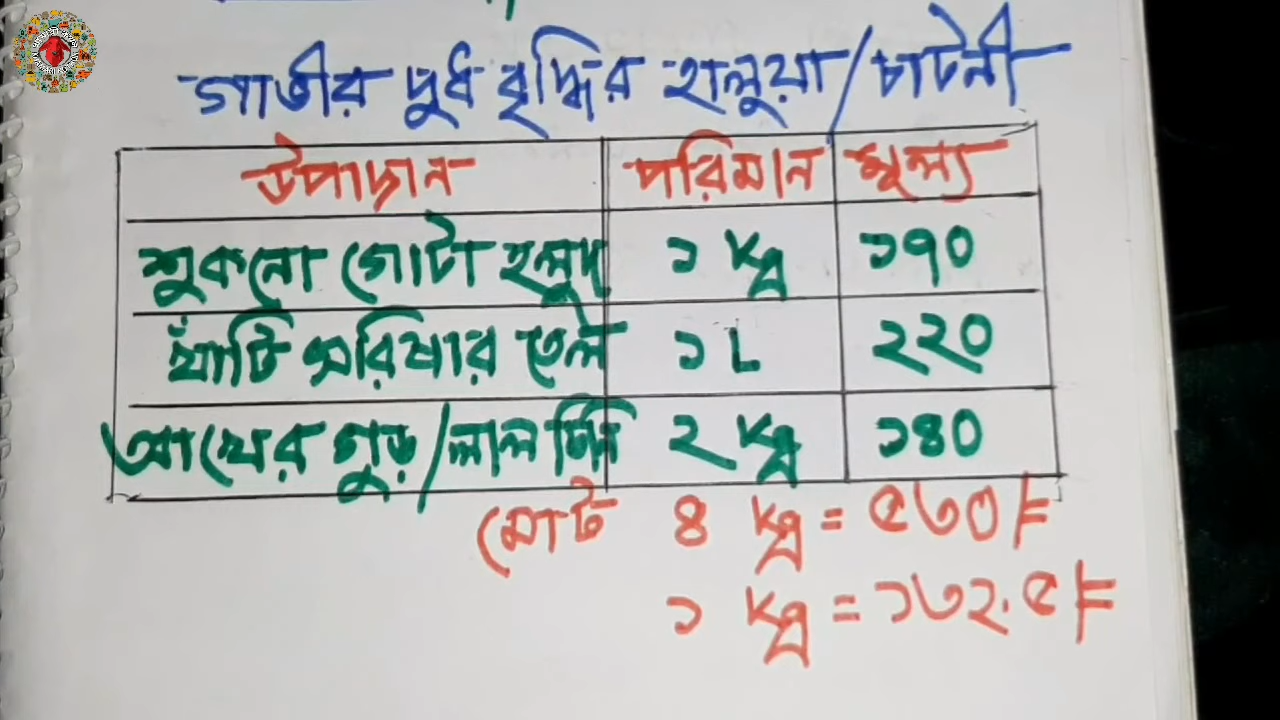 গাভীর দুধ বৃদ্ধির হালুয়া/চাটনী
উপাদান পরিমান মূল্য
শুকনো গোটা হলুদ ১ kg ১৭০
খাঁটি সরিষার তেল ১ L ২২০
আখের গুড়/লাল চিনি ২ kg ১৪০
মোট ৪ kg = ৫৩০৳
১ kg = ১৩২.৫৳